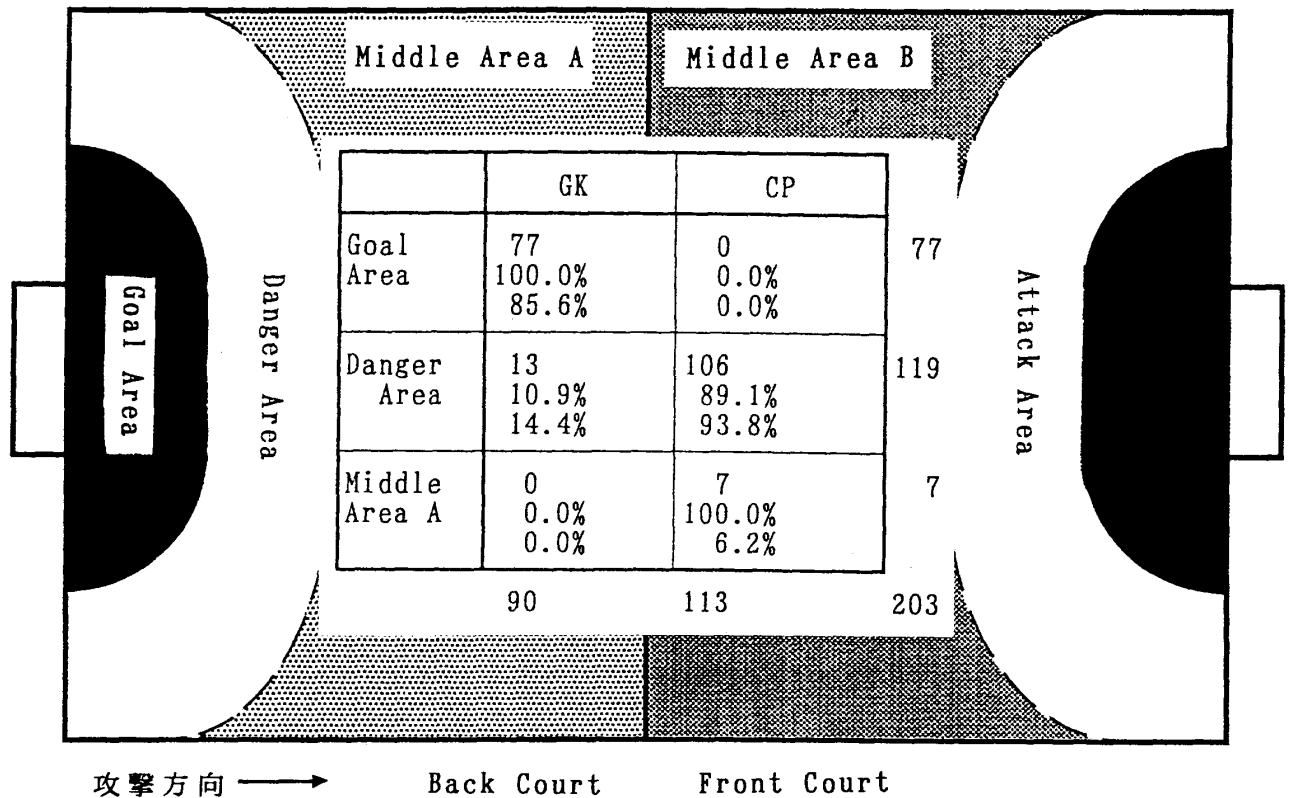 Middle Area A
Middle Area B
GK CP
Goal 77 0 77
Area 100.0% 0.0%
85.6% 0.0%
Danger 13 106 119
Area 10.9% 89.1%
14.4% 93.8%
Middle 0 7 7
Area A 0.0% 100.0%
0.0% 6.2%
90 113 203
Goal Area
Danger Area
Attack Area
攻撃方向 → Back Court Front Court